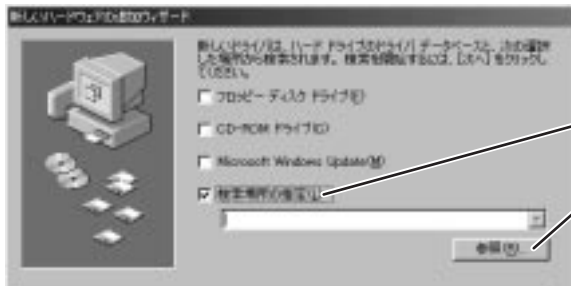 新しいハードウェアの追加ウィザード
新しいドライバは、ハード ドライブのドライバ データベースと、次の選択
した場所から検索されます。検索を開始するには、[次へ] をクリックし
てください。
フロッピー ディスク ドライブ(F)
CD-ROM ドライブ(C)
Microsoft Windows Update(M)
検索場所の指定(L)
参照(R)...